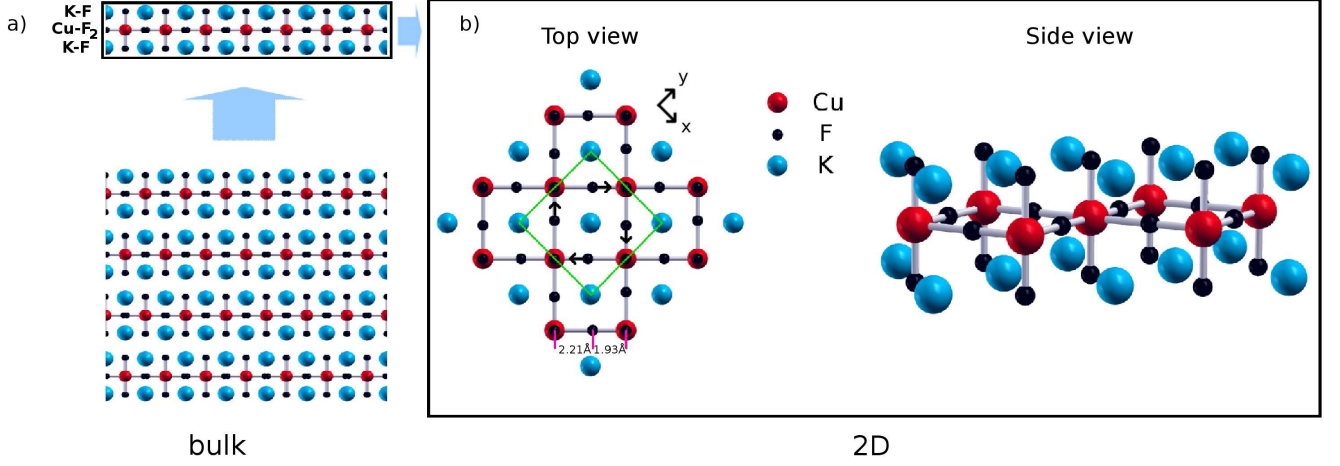 a)
K-F
Cu-F2
K-F
bulk
b)
Top view
Side view
y
x
Cu
F
K
2.21Å 1.93Å
2D